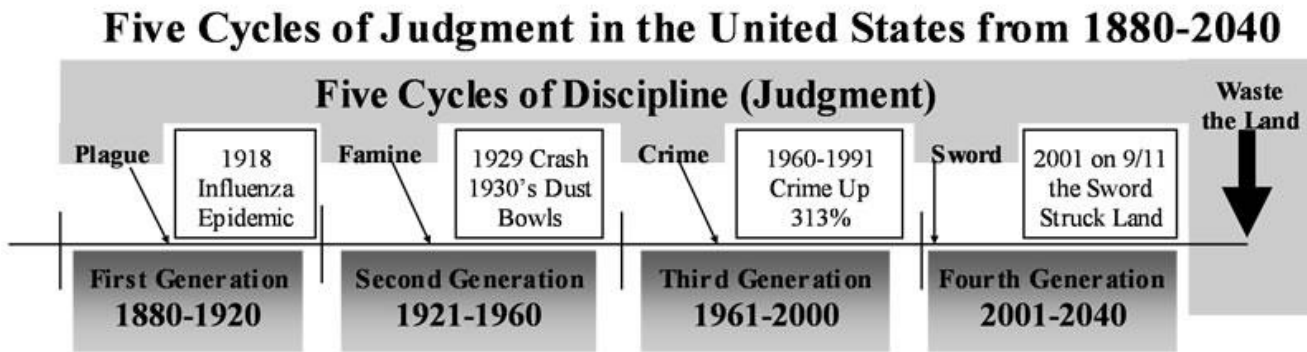 Five Cycles of Judgment in the United States from 1880-2040
Five Cycles of Discipline (Judgment)
Waste
the Land
Plague
1918
Influenza
Epidemic
Famine
1929 Crash
1930's Dust
Bowls
Crime
1960-1991
Crime Up
313%
Sword
2001 on 9/11
the Sword
Struck Land
First Generation
1880-1920
Second Generation
1921-1960
Third Generation
1961-2000
Fourth Generation
2001-2040